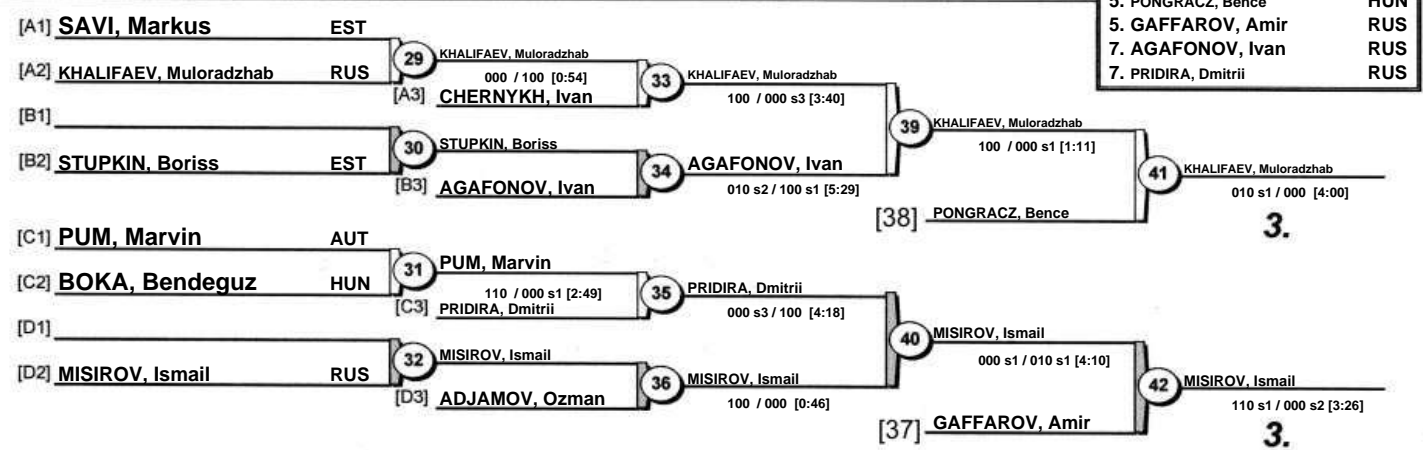 5. PONGRACZ, Bence HUN
5. GAFFAROV, Amir RUS
7. AGAFONOV, Ivan RUS
7. PRIDIRA, Dmitrii RUS
[A1] SAVI, Markus EST
29 KHALIFAEV, Muloradzhab
[A2] KHALIFAEV, Muloradzhab RUS
000 / 100 [0:54]
33 KHALIFAEV, Muloradzhab
[A3] CHERNYKH, Ivan
100 / 000 s3 [3:40]
[B1]
39 KHALIFAEV, Muloradzhab
100 / 000 s1 [1:11]
30 STUPKIN, Boriss
[B2] STUPKIN, Boriss EST
34 AGAFONOV, Ivan
010 s2 / 100 s1 [5:29]
[B3] AGAFONOV, Ivan
41 KHALIFAEV, Muloradzhab
010 s1 / 000 [4:00]
[38] PONGRACZ, Bence
3.
[C1] PUM, Marvin AUT
31 PUM, Marvin
[C2] BOKA, Bendeguz HUN
110 / 000 s1 [2:49]
35 PRIDIRA, Dmitrii
[C3] PRIDIRA, Dmitrii
000 s3 / 100 [4:18]
[D1]
40 MISIROV, Ismail
000 s1 / 010 s1 [4:10]
32 MISIROV, Ismail
[D2] MISIROV, Ismail RUS
36 MISIROV, Ismail
100 / 000 [0:46]
[D3] ADJAMOV, Ozman
42 MISIROV, Ismail
110 s1 / 000 s2 [3:26]
[37] GAFFAROV, Amir
3.